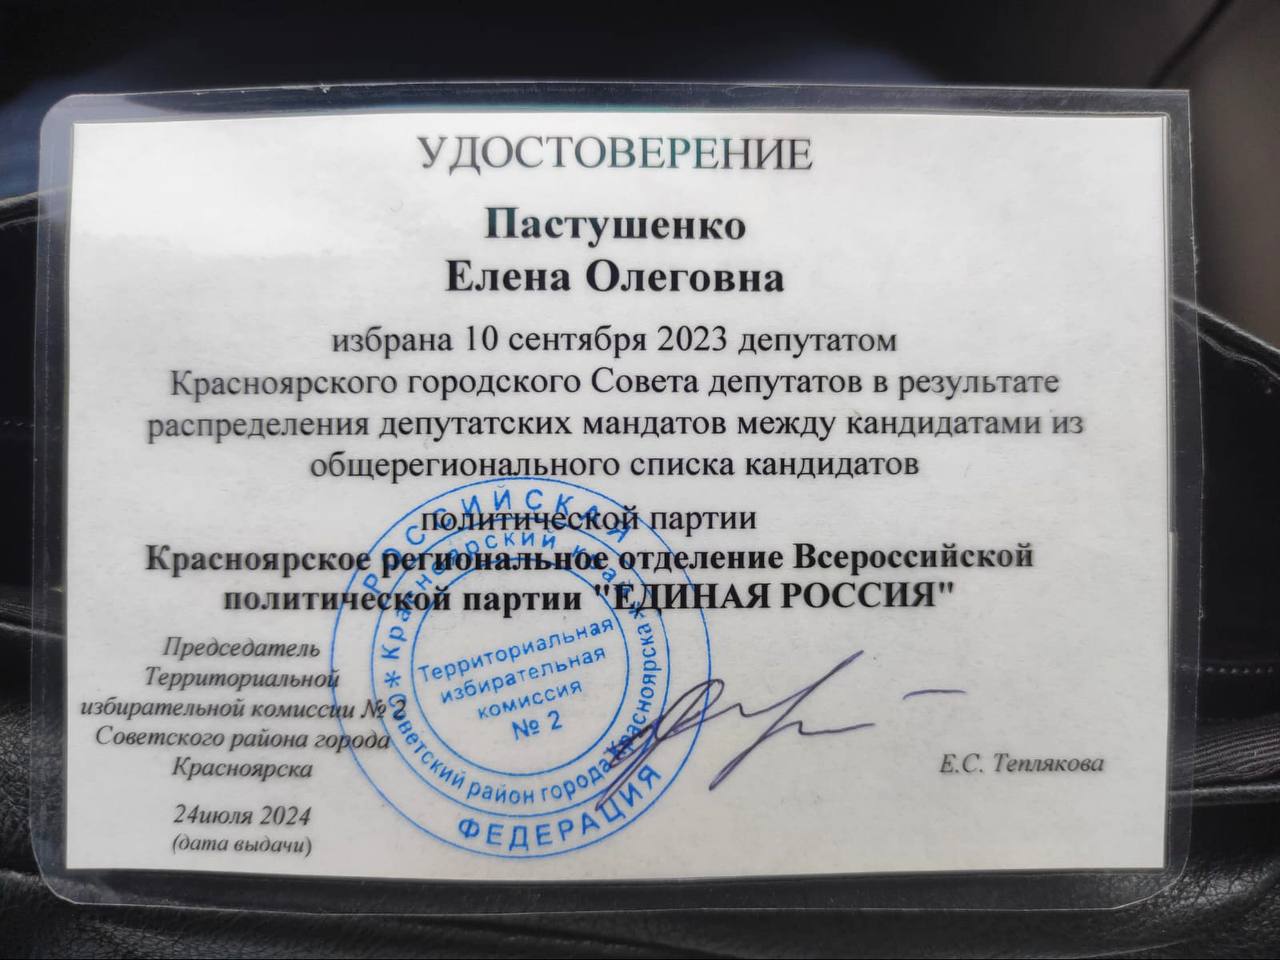 УДОСТОВЕРЕНИЕ
Пастушенко
Елена Олеговна
избрана 10 сентября 2023 депутатом
Красноярского городского Совета депутатов в результате
распределения депутатских мандатов между кандидатами из
общерегионального списка кандидатов
политической партии
Красноярское региональное отделение Всероссийской
политической партии "ЕДИНАЯ РОССИЯ"
Председатель
Территориальной
избирательной комиссии № 2
Советского района города
Красноярска
24июля 2024
(дата выдачи)
РОССИЙСКАЯ
ФЕДЕРАЦИЯ
* Красноярский край *
Советский район города Красноярска
Территориальная
избирательная
комиссия
№ 2
Е.С. Теплякова